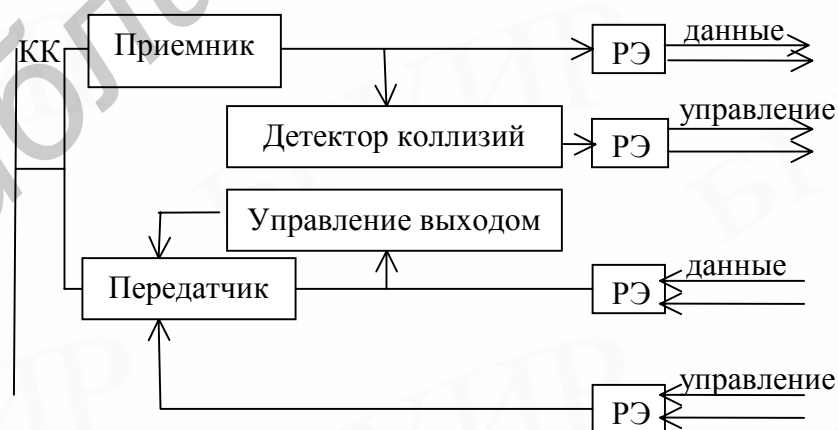 КК
Приемник
РЭ
данные
Детектор коллизий
РЭ
управление
Управление выходом
Передатчик
РЭ
данные
РЭ
управление